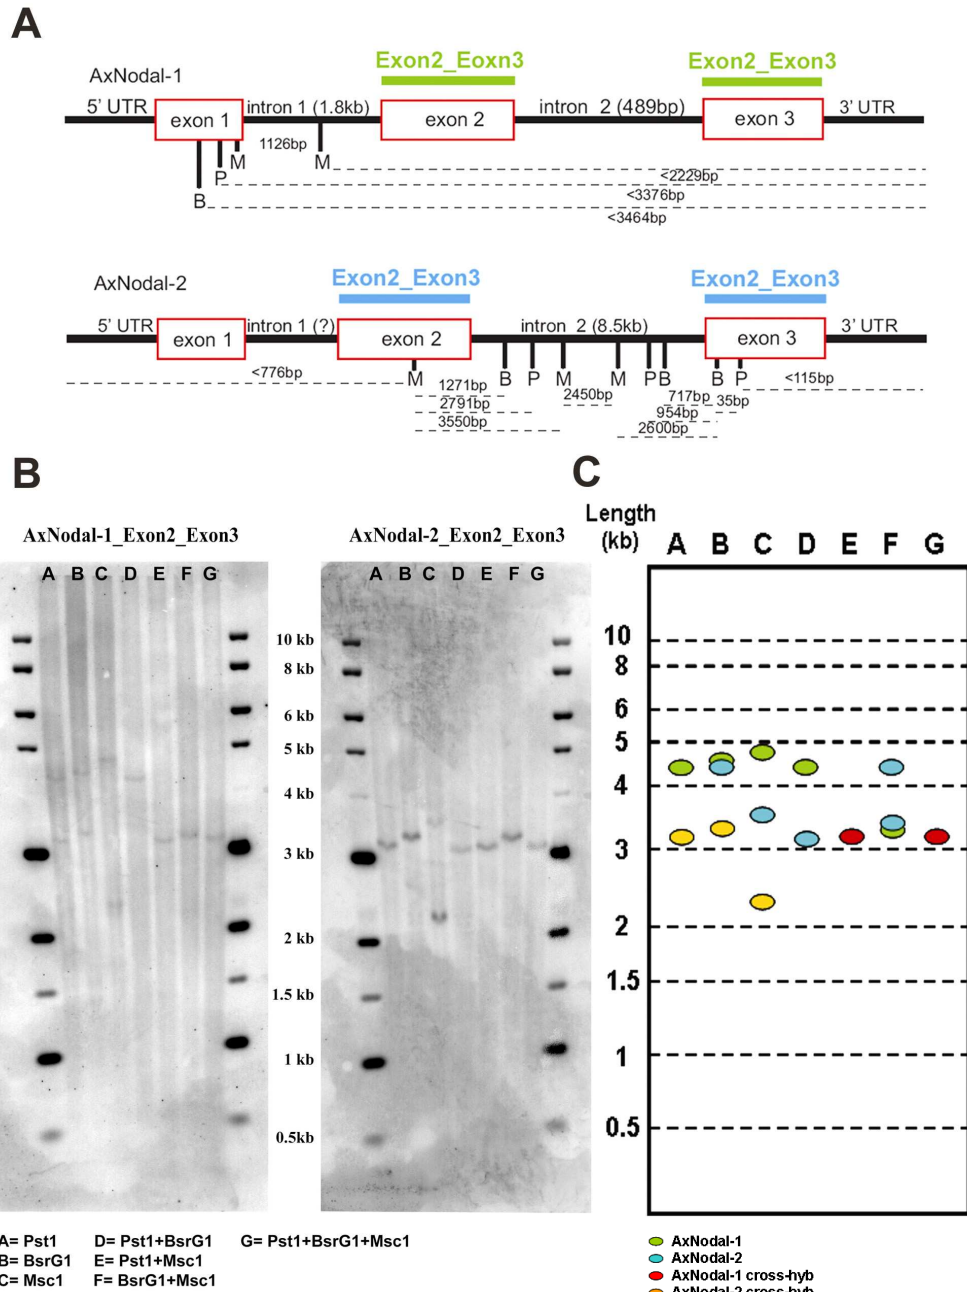 A
Exon2_Eoxn3
Exon2_Exon3
AxNodal-1
5' UTR
exon 1
intron 1 (1.8kb)
exon 2
intron 2 (489bp)
exon 3
3' UTR
1126bp
M
M
P
B
<2229bp
<3376bp
<3464bp
AxNodal-2
Exon2_Exon3
Exon2_Exon3
5' UTR
exon 1
intron 1 (?)
exon 2
intron 2 (8.5kb)
exon 3
3' UTR
<776bp
M
B
P
M
M
P
B
B
P
<115bp
1271bp
2791bp
3550bp
2450bp
717bp
35bp
954bp
2600bp
B
AxNodal-1_Exon2_Exon3
A B C D E F G
AxNodal-2_Exon2_Exon3
A B C D E F G
10 kb
8 kb
6 kb
5 kb
4 kb
3 kb
2 kb
1.5 kb
1 kb
0.5kb
A= Pst1 D= Pst1+BsrG1 G= Pst1+BsrG1+Msc1
B= BsrG1 E= Pst1+Msc1
C= Msc1 F= BsrG1+Msc1
C
Length
(kb)
A B C D E F G
10
8
6
5
4
3
2
1.5
1
0.5
AxNodal-1
AxNodal-2
AxNodal-1 cross-hyb
AxNodal-2 cross-hyb